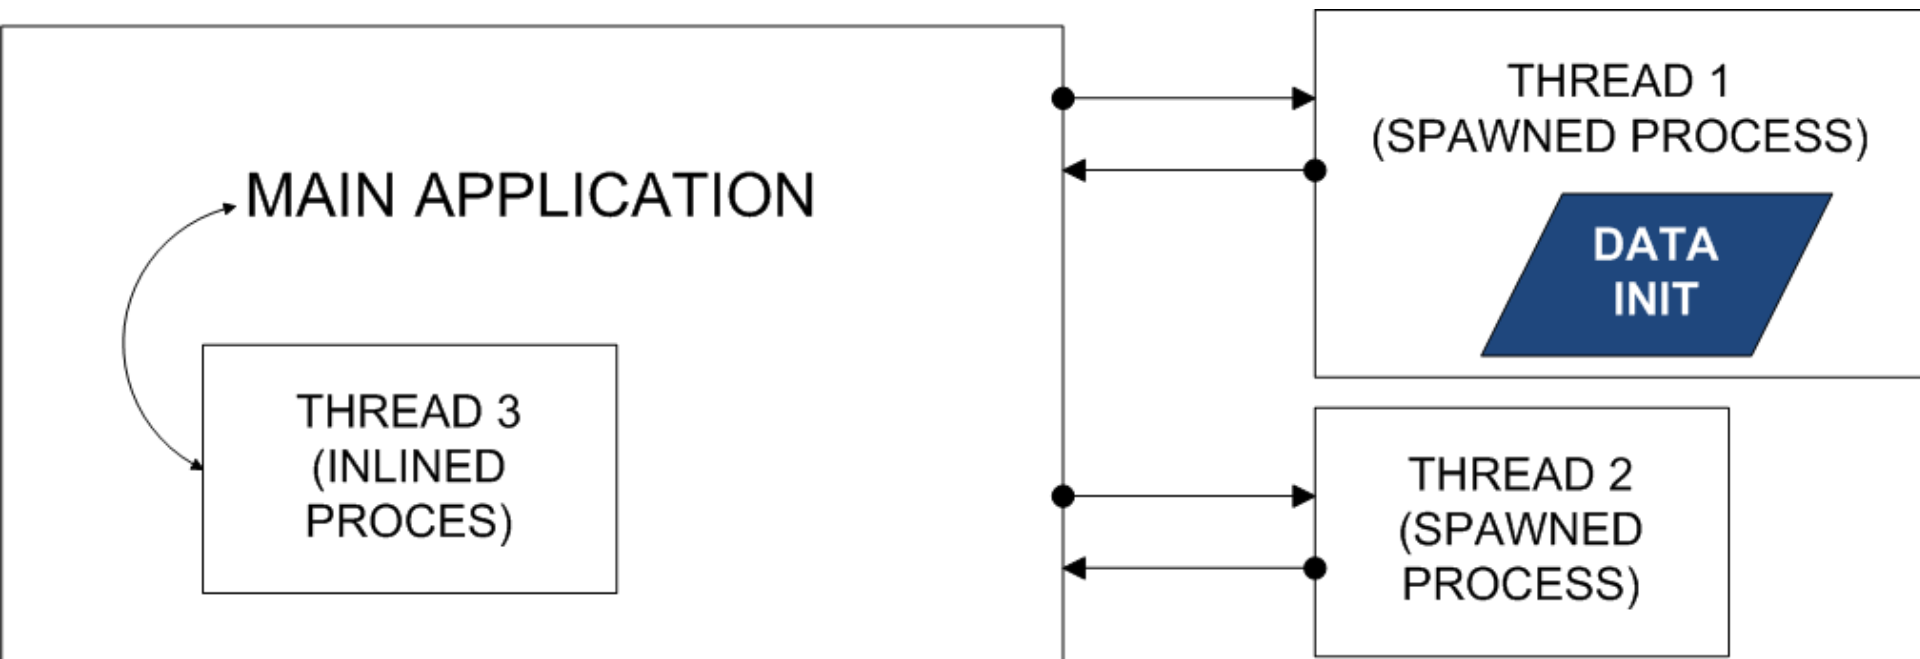 MAIN APPLICATION
THREAD 3
(INLINED
PROCES)
THREAD 1
(SPAWNED PROCESS)
DATA
INIT
THREAD 2
(SPAWNED
PROCESS)